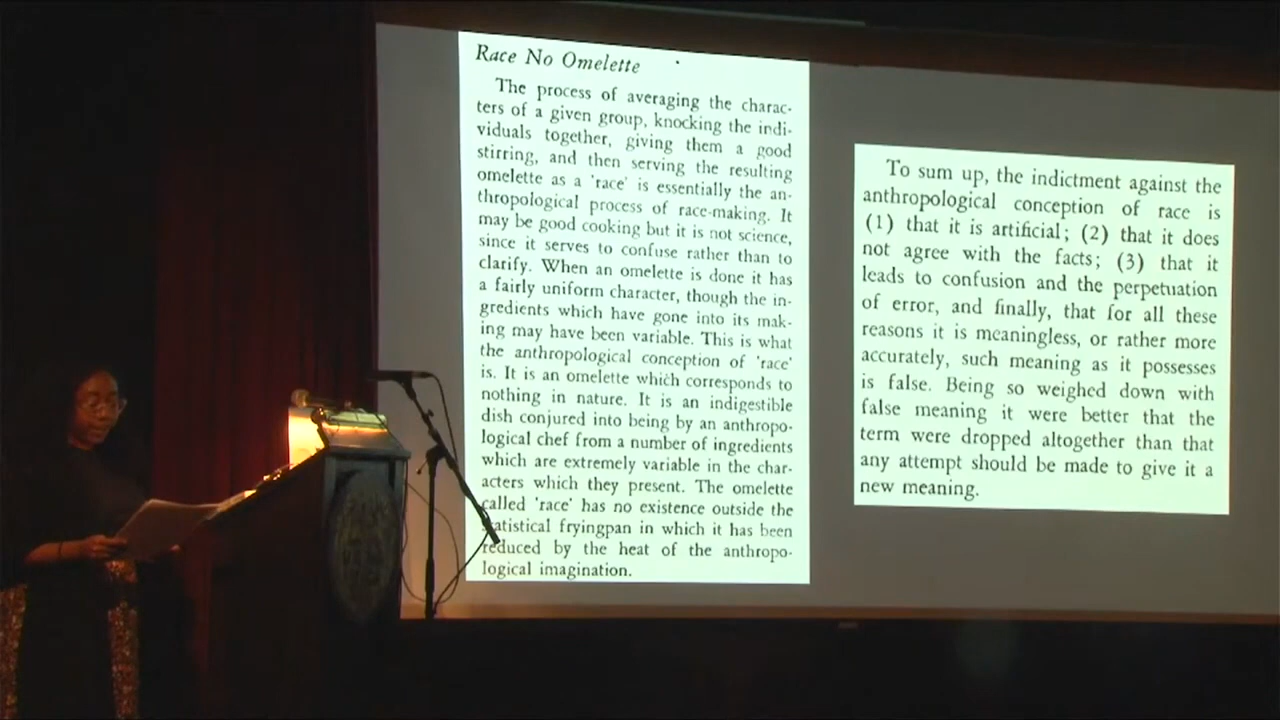 Race No Omelette
The process of averaging the charac-
ters of a given group, knocking the indi-
viduals together, giving them a good
stirring, and then serving the resulting
omelette as a 'race' is essentially the an-
thropological process of race-making. It
may be good cooking but it is not science,
since it serves to confuse rather than to
clarify. When an omelette is done it has
a fairly uniform character, though the in-
gredients which have gone into its mak-
ing may have been variable. This is what
the anthropological conception of 'race'
is. It is an omelette which corresponds to
nothing in nature. It is an indigestible
dish conjured into being by an anthropo-
logical chef from a number of ingredients
which are extremely variable in the char-
acters which they present. The omelette
called 'race' has no existence outside the
statistical fryingpan in which it has been
reduced by the heat of the anthropo-
logical imagination.
To sum up, the indictment against the
anthropological conception of race is
(1) that it is artificial; (2) that it does
not agree with the facts; (3) that it
leads to confusion and the perpetuation
of error, and finally, that for all these
reasons it is meaningless, or rather more
accurately, such meaning as it possesses
is false. Being so weighed down with
false meaning it were better that the
term were dropped altogether than that
any attempt should be made to give it a
new meaning.